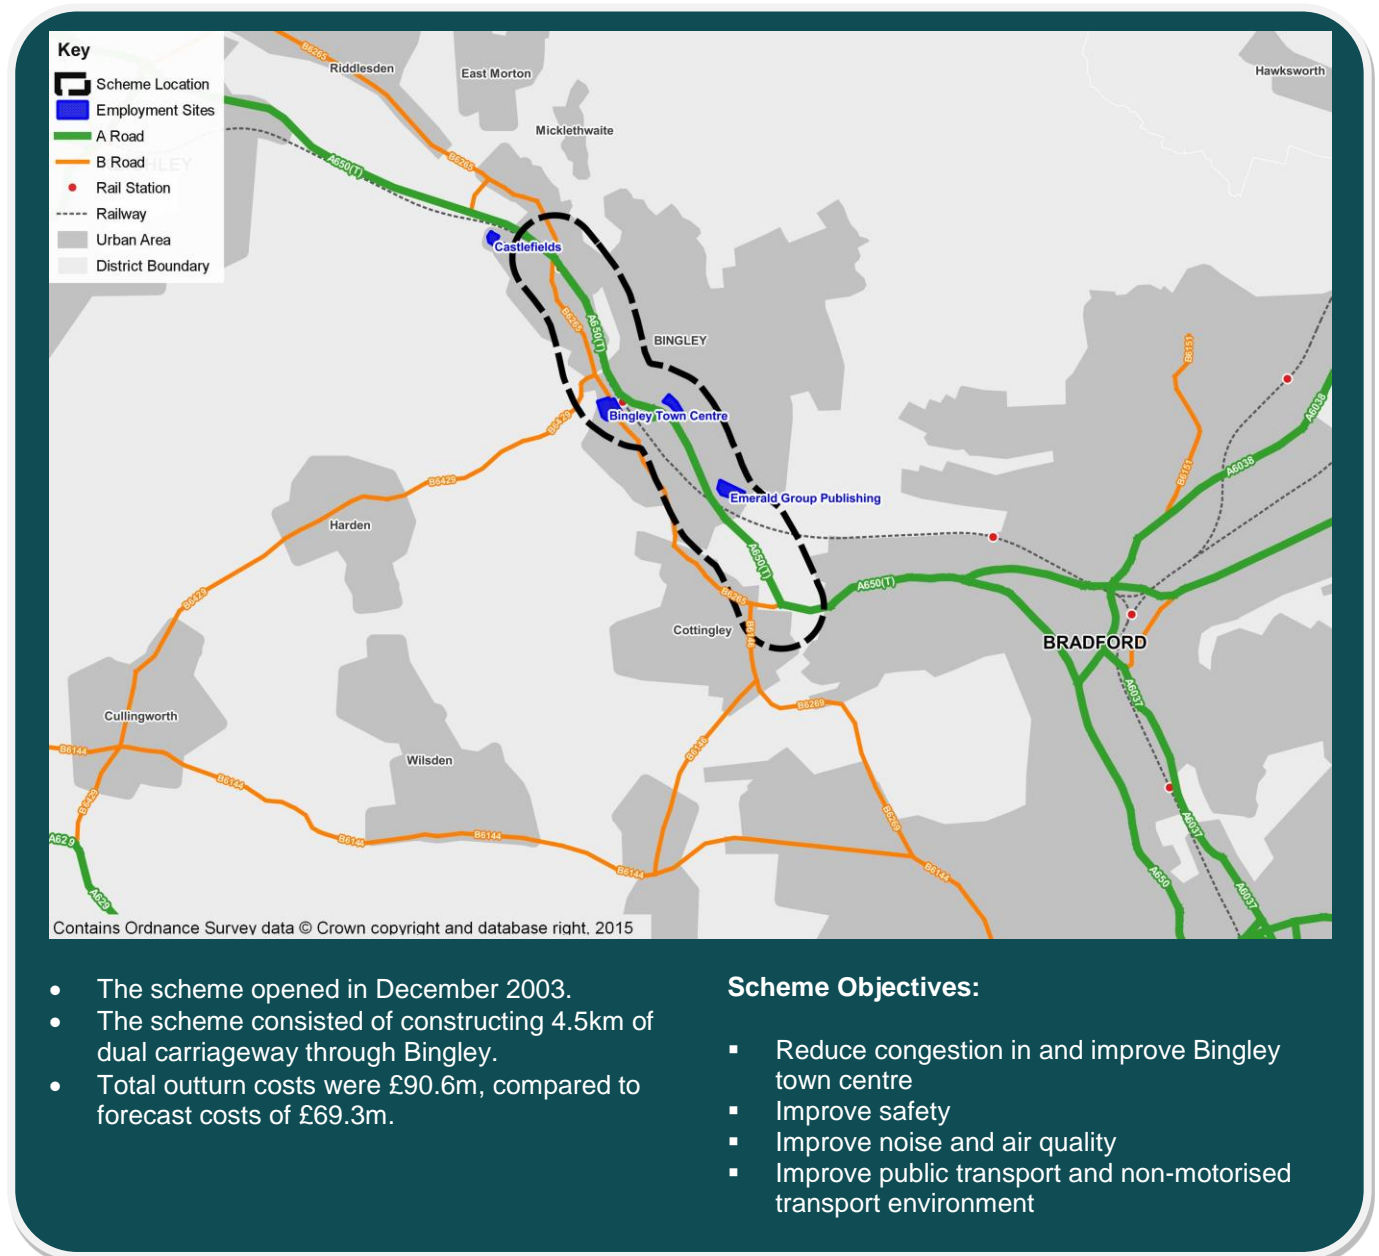 Key
Scheme Location
Employment Sites
A Road
B Road
Rail Station
Railway
Urban Area
District Boundary
B6265
Riddlesden
East Morton
Hawksworth
Micklethwaite
A650(T)
B6265
Castlefields
B6265
A650(T)
BINGLEY
B6151
A6038
Bingley Town Centre
B6429
A6038
B6151
B6429
Emerald Group Publishing
Harden
A650(T)
A650(T)
B6429
B6265
Cottingley
B6146
BRADFORD
A6037
Cullingworth
B6269
B6144
B6146
Wilsden
B6144
B6429
B6269
A629
B6144
B6144
A6037
B6144
B6144
A650
A629
A6037
Contains Ordnance Survey data © Crown copyright and database right, 2015
• The scheme opened in December 2003.
• The scheme consisted of constructing 4.5km of
dual carriageway through Bingley.
• Total outturn costs were £90.6m, compared to
forecast costs of £69.3m.
Scheme Objectives:
▪ Reduce congestion in and improve Bingley
town centre
▪ Improve safety
▪ Improve noise and air quality
▪ Improve public transport and non-motorised
transport environment